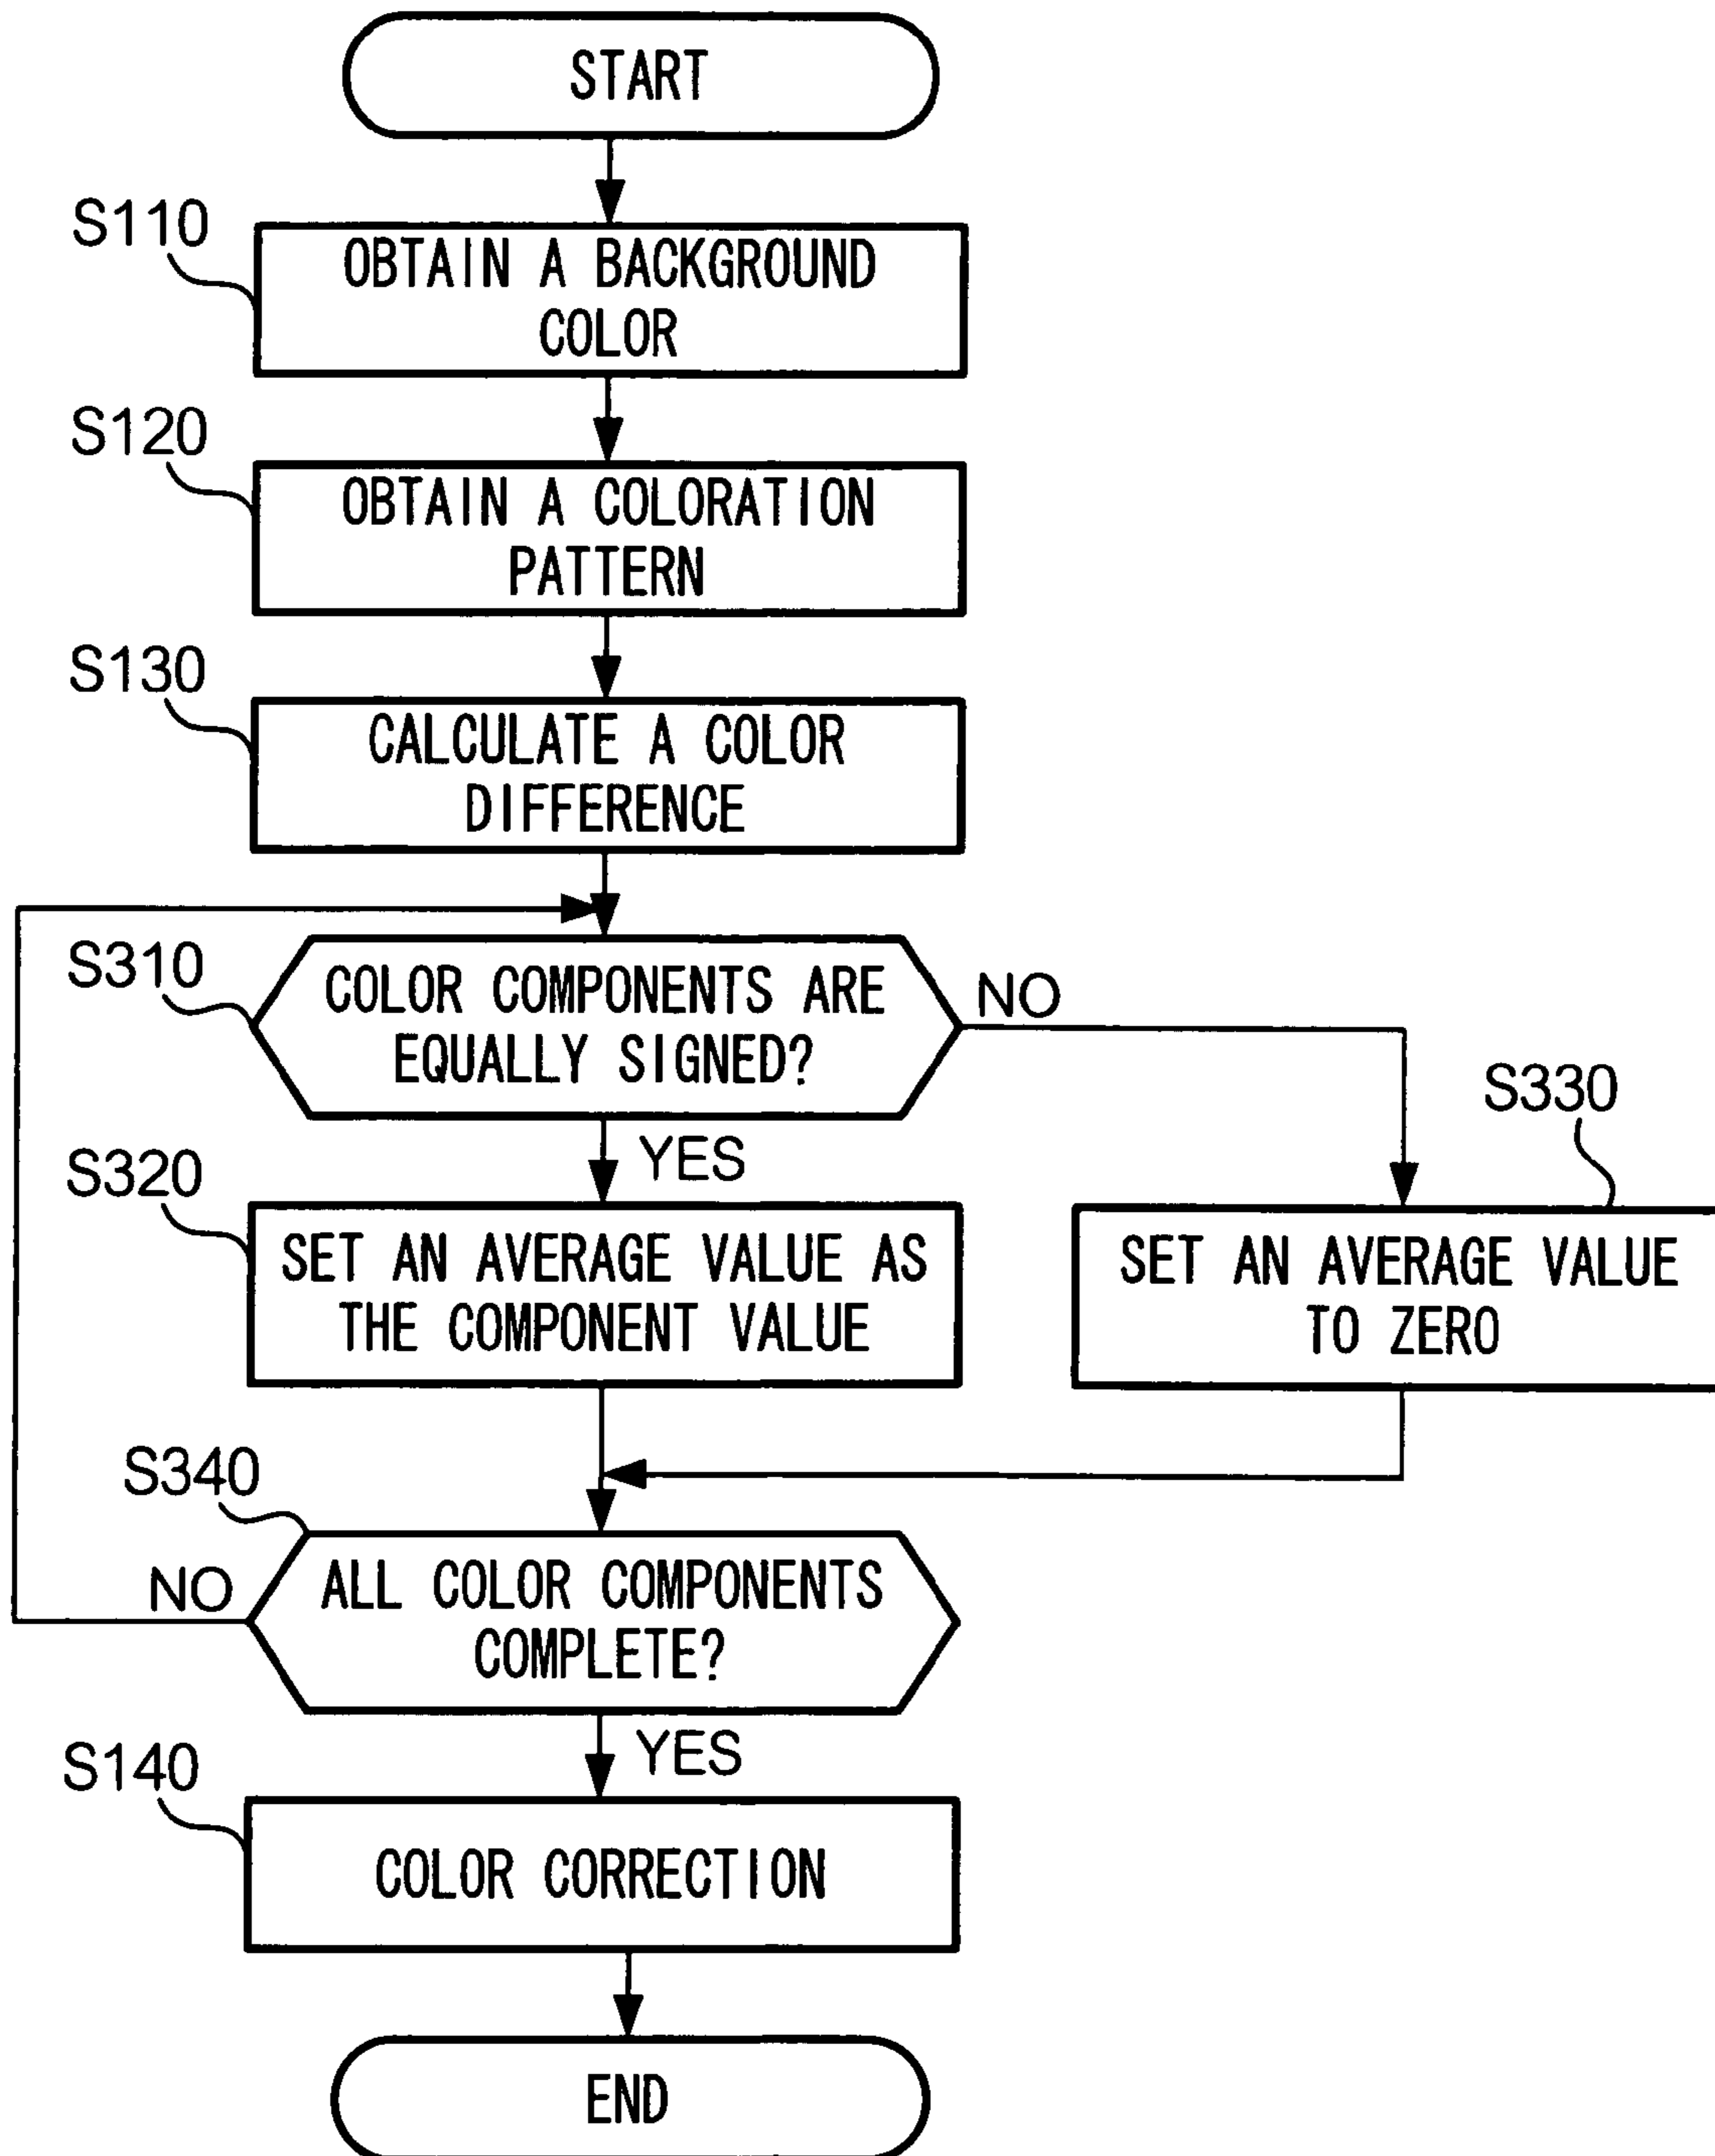 START
S110
OBTAIN A BACKGROUND
COLOR
S120
OBTAIN A COLORATION
PATTERN
S130
CALCULATE A COLOR
DIFFERENCE
S310
COLOR COMPONENTS ARE
EQUALLY SIGNED?
NO
YES
S320
SET AN AVERAGE VALUE AS
THE COMPONENT VALUE
S330
SET AN AVERAGE VALUE
TO ZERO
S340
ALL COLOR COMPONENTS
COMPLETE?
NO
YES
S140
COLOR CORRECTION
END